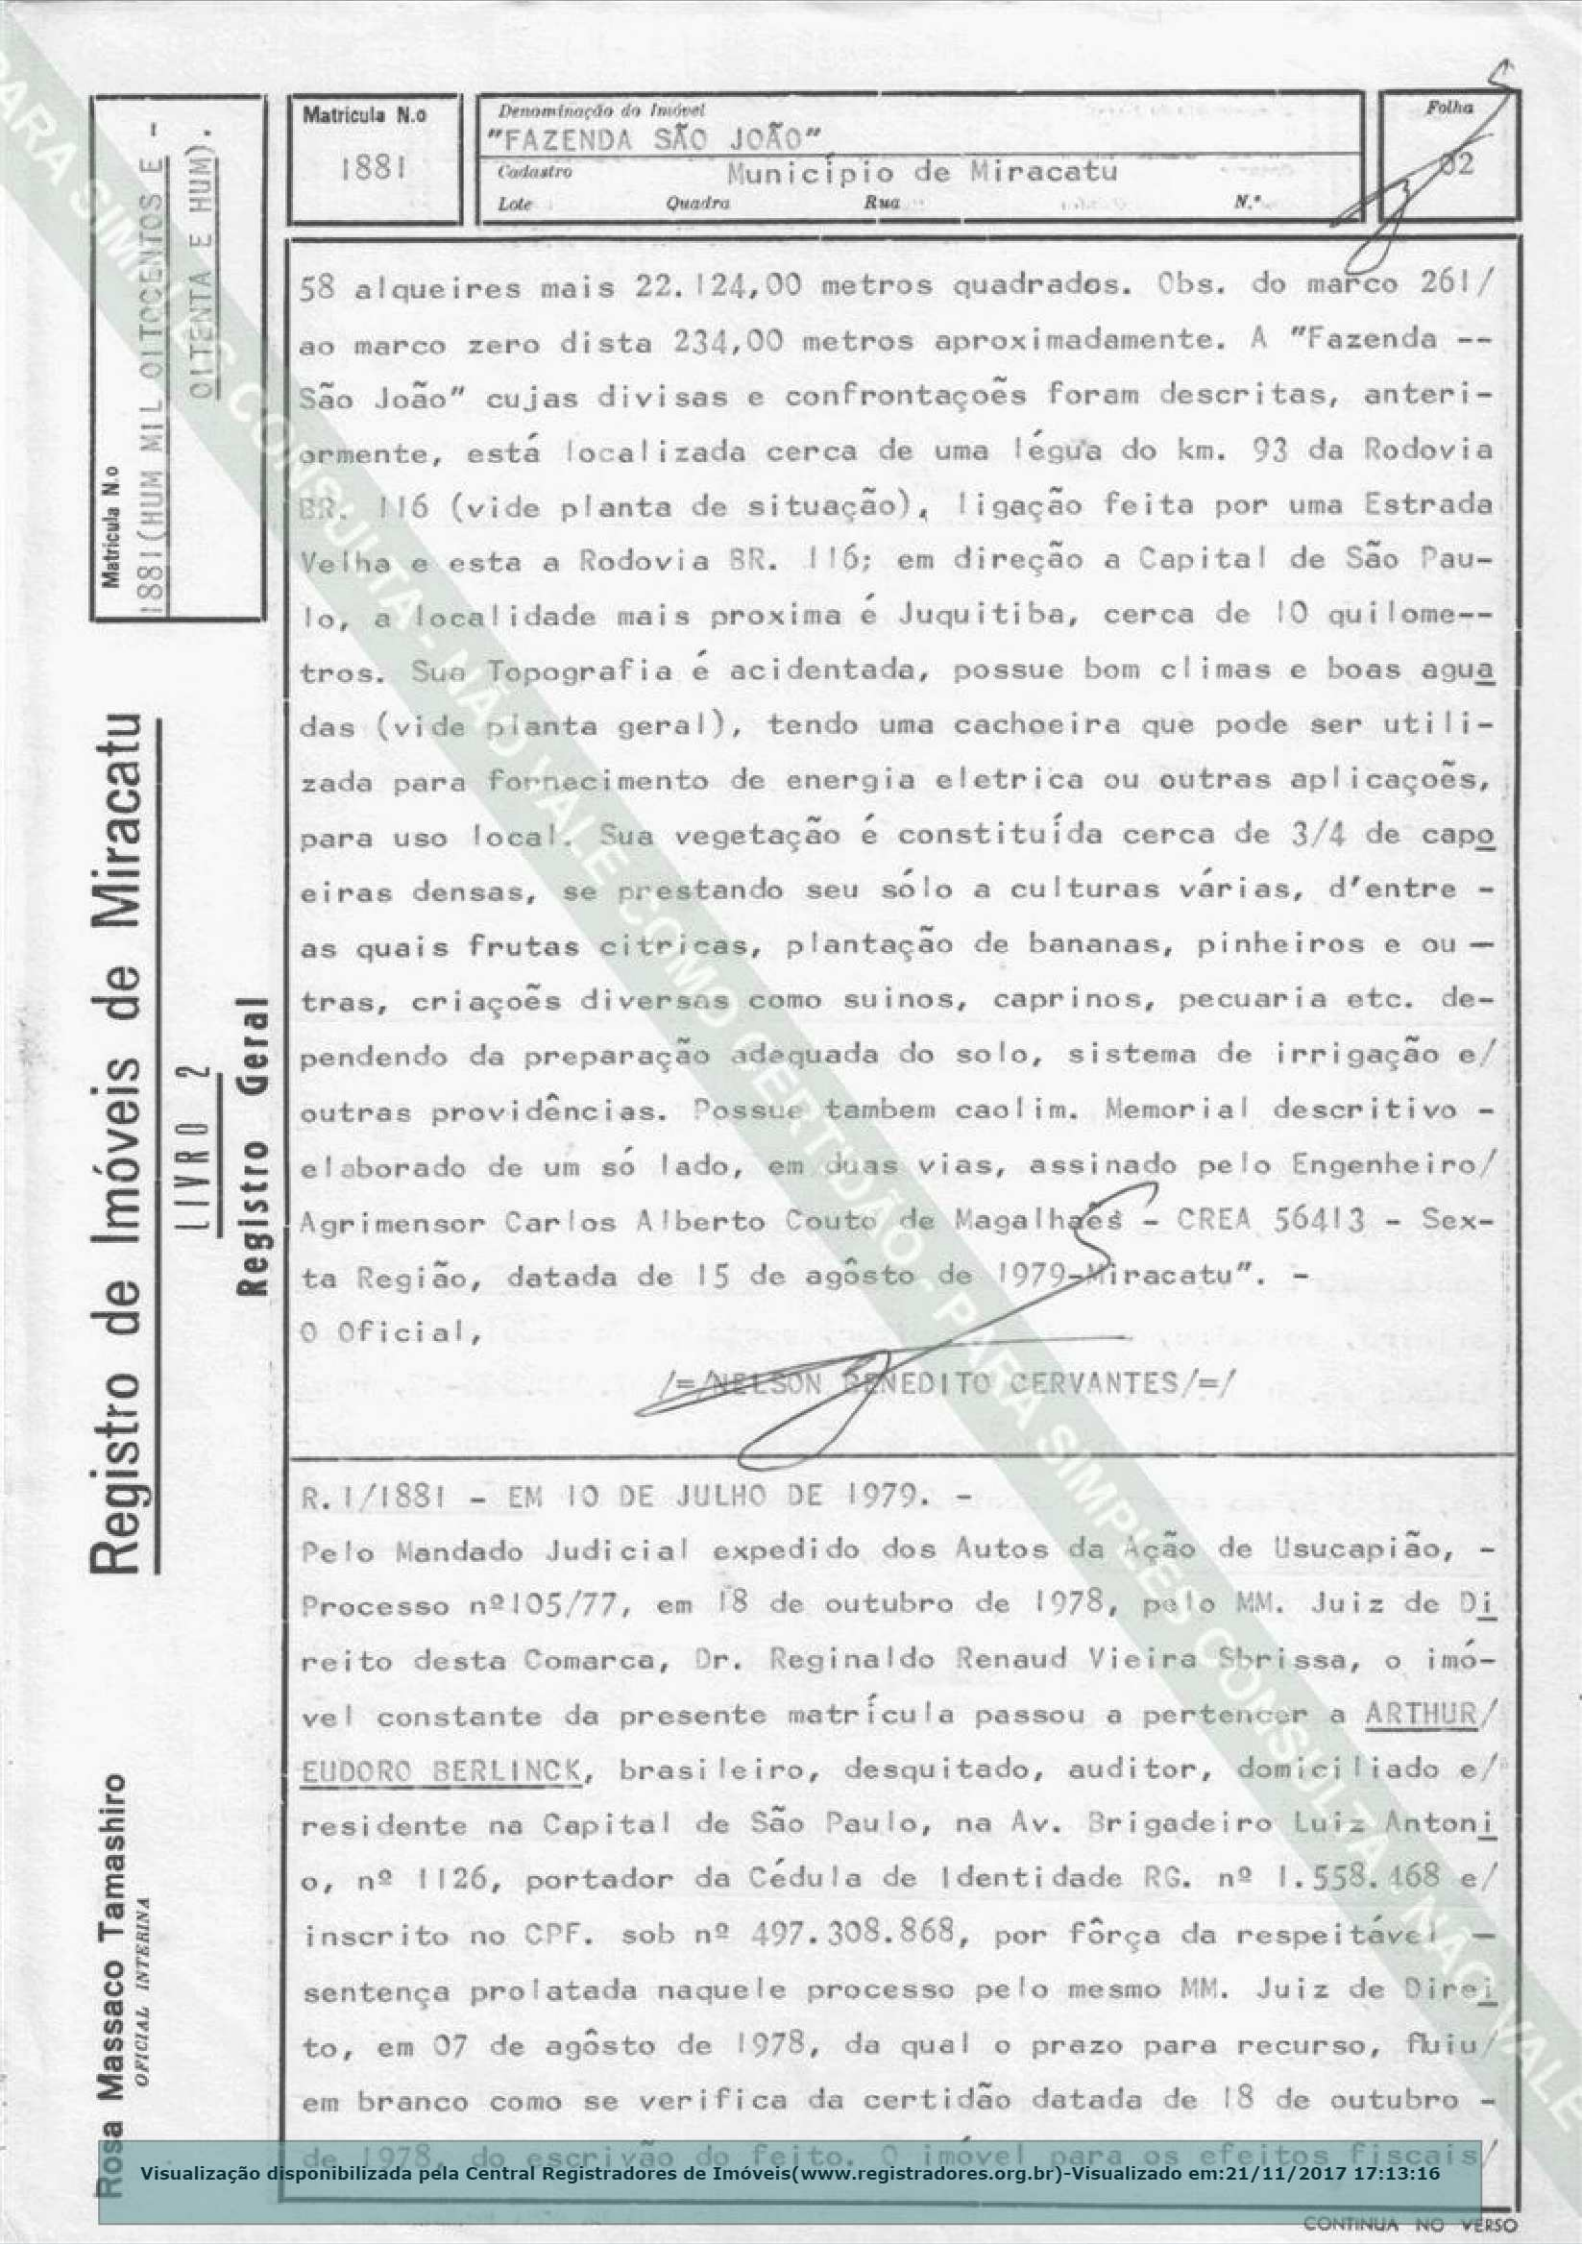 Matrícula N.o
1881
Denominação do Imóvel
"FAZENDA SÃO JOÃO"
Cadastro Município de Miracatu
Lote Quadra Rua N.º
Folha
02
Matrícula N.o
1881(HUM MIL OITOCENTOS E -
OITENTA E HUM).
Registro de Imóveis de Miracatu
LIVRO 2
Registro Geral
Rosa Massaco Tamashiro
OFICIAL INTERINA
58 alqueires mais 22.124,00 metros quadrados. Obs. do marco 261/
ao marco zero dista 234,00 metros aproximadamente. A "Fazenda --
São João" cujas divisas e confrontaçoẽs foram descritas, anteri-
ormente, está localizada cerca de uma légua do km. 93 da Rodovia
BR. 116 (vide planta de situação), ligação feita por uma Estrada
Velha e esta a Rodovia BR. 116; em direção a Capital de São Pau-
lo, a localidade mais proxima é Juquitiba, cerca de 10 quilome--
tros. Sua Topografia é acidentada, possue bom climas e boas agua
das (vide planta geral), tendo uma cachoeira que pode ser utili-
zada para fornecimento de energia eletrica ou outras aplicaçoẽs,
para uso local. Sua vegetação é constituída cerca de 3/4 de capo
eiras densas, se prestando seu sólo a culturas várias, d'entre -
as quais frutas citricas, plantação de bananas, pinheiros e ou —
tras, criaçoẽs diversas como suinos, caprinos, pecuaria etc. de-
pendendo da preparação adequada do solo, sistema de irrigação e/
outras providências. Possue tambem caolim. Memorial descritivo -
elaborado de um só lado, em duas vias, assinado pelo Engenheiro/
Agrimensor Carlos Alberto Couto de Magalhaẽs - CREA 56413 - Sex-
ta Região, datada de 15 de agôsto de 1979-Miracatu". -
O Oficial,
/=/NELSON BENEDITO CERVANTES/=/
R.1/1881 - EM 10 DE JULHO DE 1979. -
Pelo Mandado Judicial expedido dos Autos da Ação de Usucapião, -
Processo nº105/77, em 18 de outubro de 1978, pelo MM. Juiz de Di
reito desta Comarca, Dr. Reginaldo Renaud Vieira Sbrissa, o imó-
vel constante da presente matrícula passou a pertencer a ARTHUR/
EUDORO BERLINCK, brasileiro, desquitado, auditor, domiciliado e/
residente na Capital de São Paulo, na Av. Brigadeiro Luiz Antoni
o, nº 1126, portador da Cédula de Identidade RG. nº 1.558.468 e/
inscrito no CPF. sob nº 497.308.868, por fôrça da respeitável —
sentença prolatada naquele processo pelo mesmo MM. Juiz de Direi
to, em 07 de agôsto de 1978, da qual o prazo para recurso, fluiu/
em branco como se verifica da certidão datada de 18 de outubro -
de 1978, do escrivão do feito. O imóvel para os efeitos fiscais/
Visualização disponibilizada pela Central Registradores de Imóveis(www.registradores.org.br)-Visualizado em:21/11/2017 17:13:16
CONTINUA NO VERSO
PARA SIMPLES CONSULTA - NÃO VALE COMO CERTIDÃO - PARA SIMPLES CONSULTA - NÃO VALE